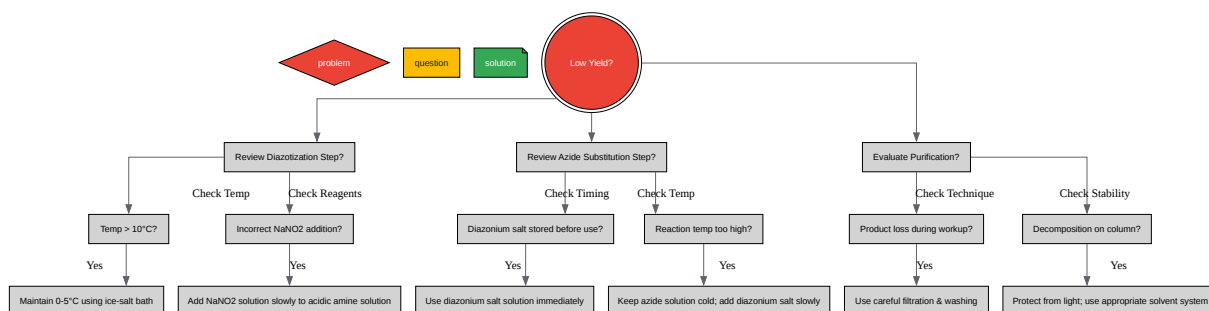 problem
question
solution
Low Yield?
Review Diazotization Step?
Review Azide Substitution Step?
Evaluate Purification?
Check Temp
Check Reagents
Check Timing
Check Temp
Check Technique
Check Stability
Temp > 10°C?
Incorrect NaNO2 addition?
Diazonium salt stored before use?
Reaction temp too high?
Product loss during workup?
Decomposition on column?
Yes
Yes
Yes
Yes
Yes
Yes
Maintain 0-5°C using ice-salt bath
Add NaNO2 solution slowly to acidic amine solution
Use diazonium salt solution immediately
Keep azide solution cold; add diazonium salt slowly
Use careful filtration & washing
Protect from light; use appropriate solvent system